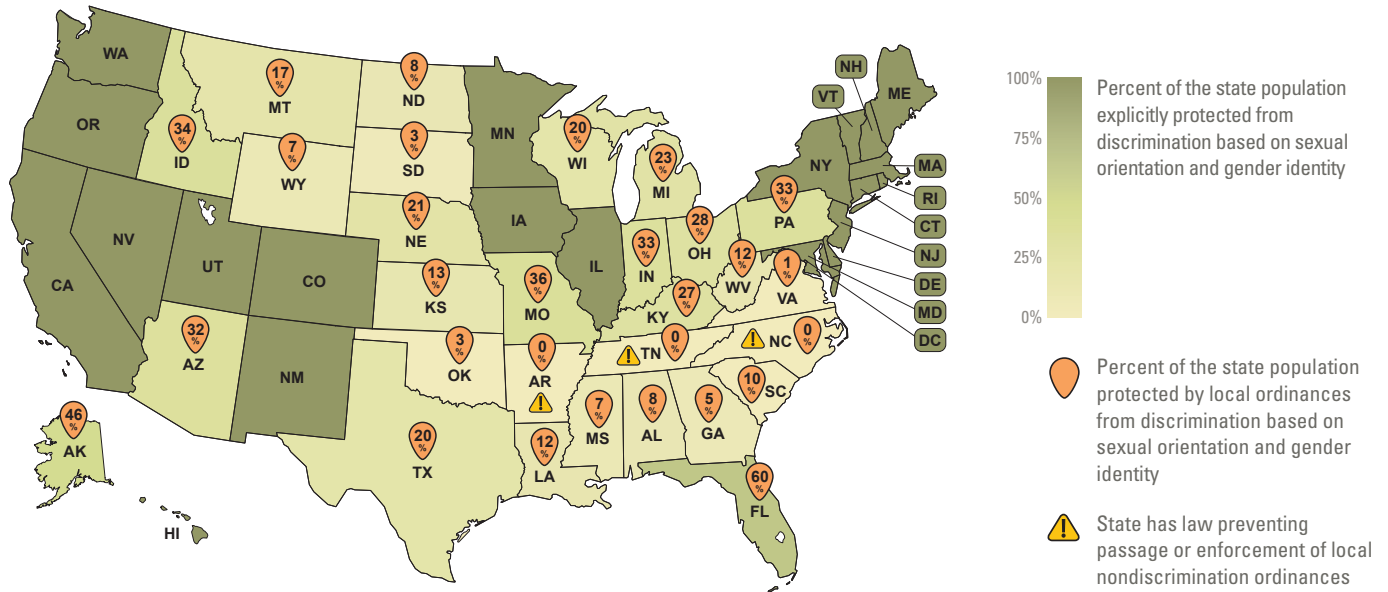 WA
OR
CA
NV
34
%
ID
17
%
MT
7
%
WY
UT
CO
32
%
AZ
NM
46
%
AK
HI
8
%
ND
3
%
SD
21
%
NE
13
%
KS
3
%
OK
20
%
TX
MN
IA
36
%
MO
0
%
AR
12
%
LA
20
%
WI
IL
23
%
MI
33
%
IN
28
%
OH
27
%
KY
TN
0
%
7
%
MS
8
%
AL
5
%
GA
60
%
FL
10
%
SC
NC
0
%
1
%
VA
12
%
WV
33
%
PA
NY
VT
NH
ME
MA
RI
CT
NJ
DE
MD
DC
100%
75%
50%
25%
0%
Percent of the state population
explicitly protected from
discrimination based on sexual
orientation and gender identity
Percent of the state population
protected by local ordinances
from discrimination based on
sexual orientation and gender
identity
State has law preventing
passage or enforcement of local
nondiscrimination ordinances